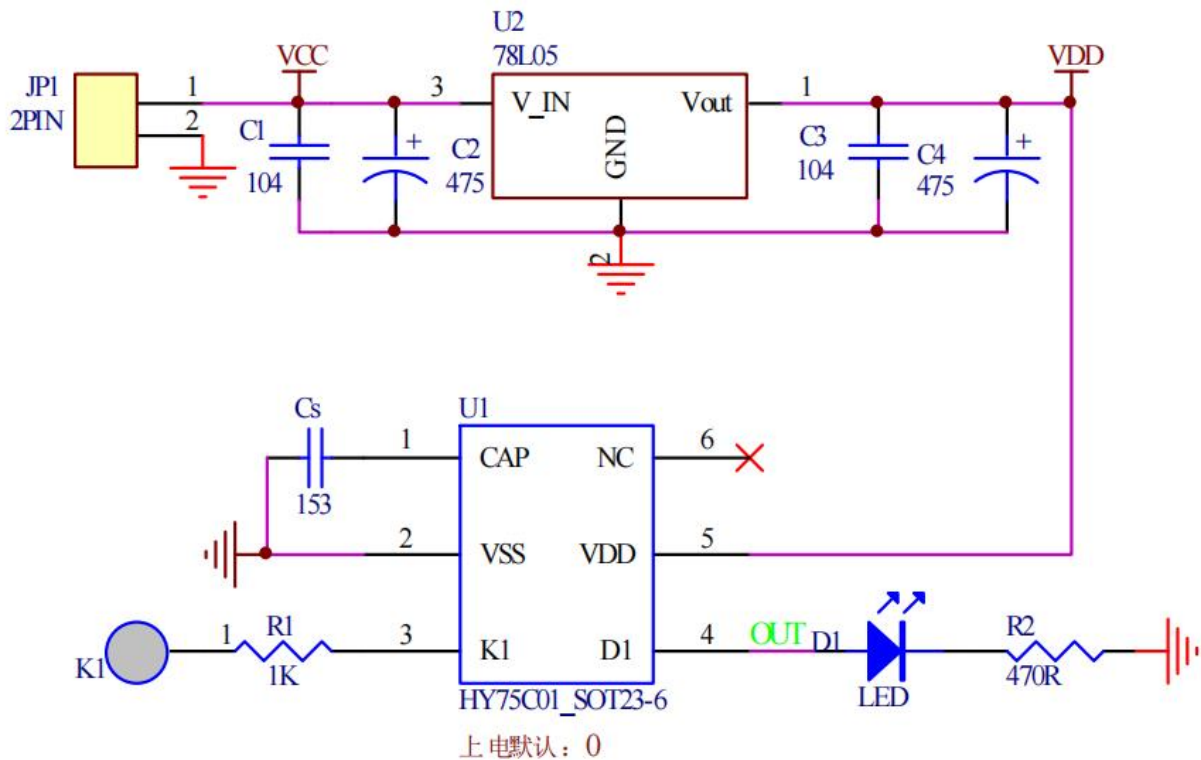 U2
78L05
VCC
VDD
JP1
2PIN
1
2
3
V_IN
Vout
GND
1
2
C1
104
C2
475
C3
104
C4
475
Cs
153
U1
1
CAP
NC
6
2
VSS
VDD
5
K1
1
R1
1K
3
K1
D1
4
OUT
D1
LED
R2
470R
HY75C01_SOT23-6
上电默认：0